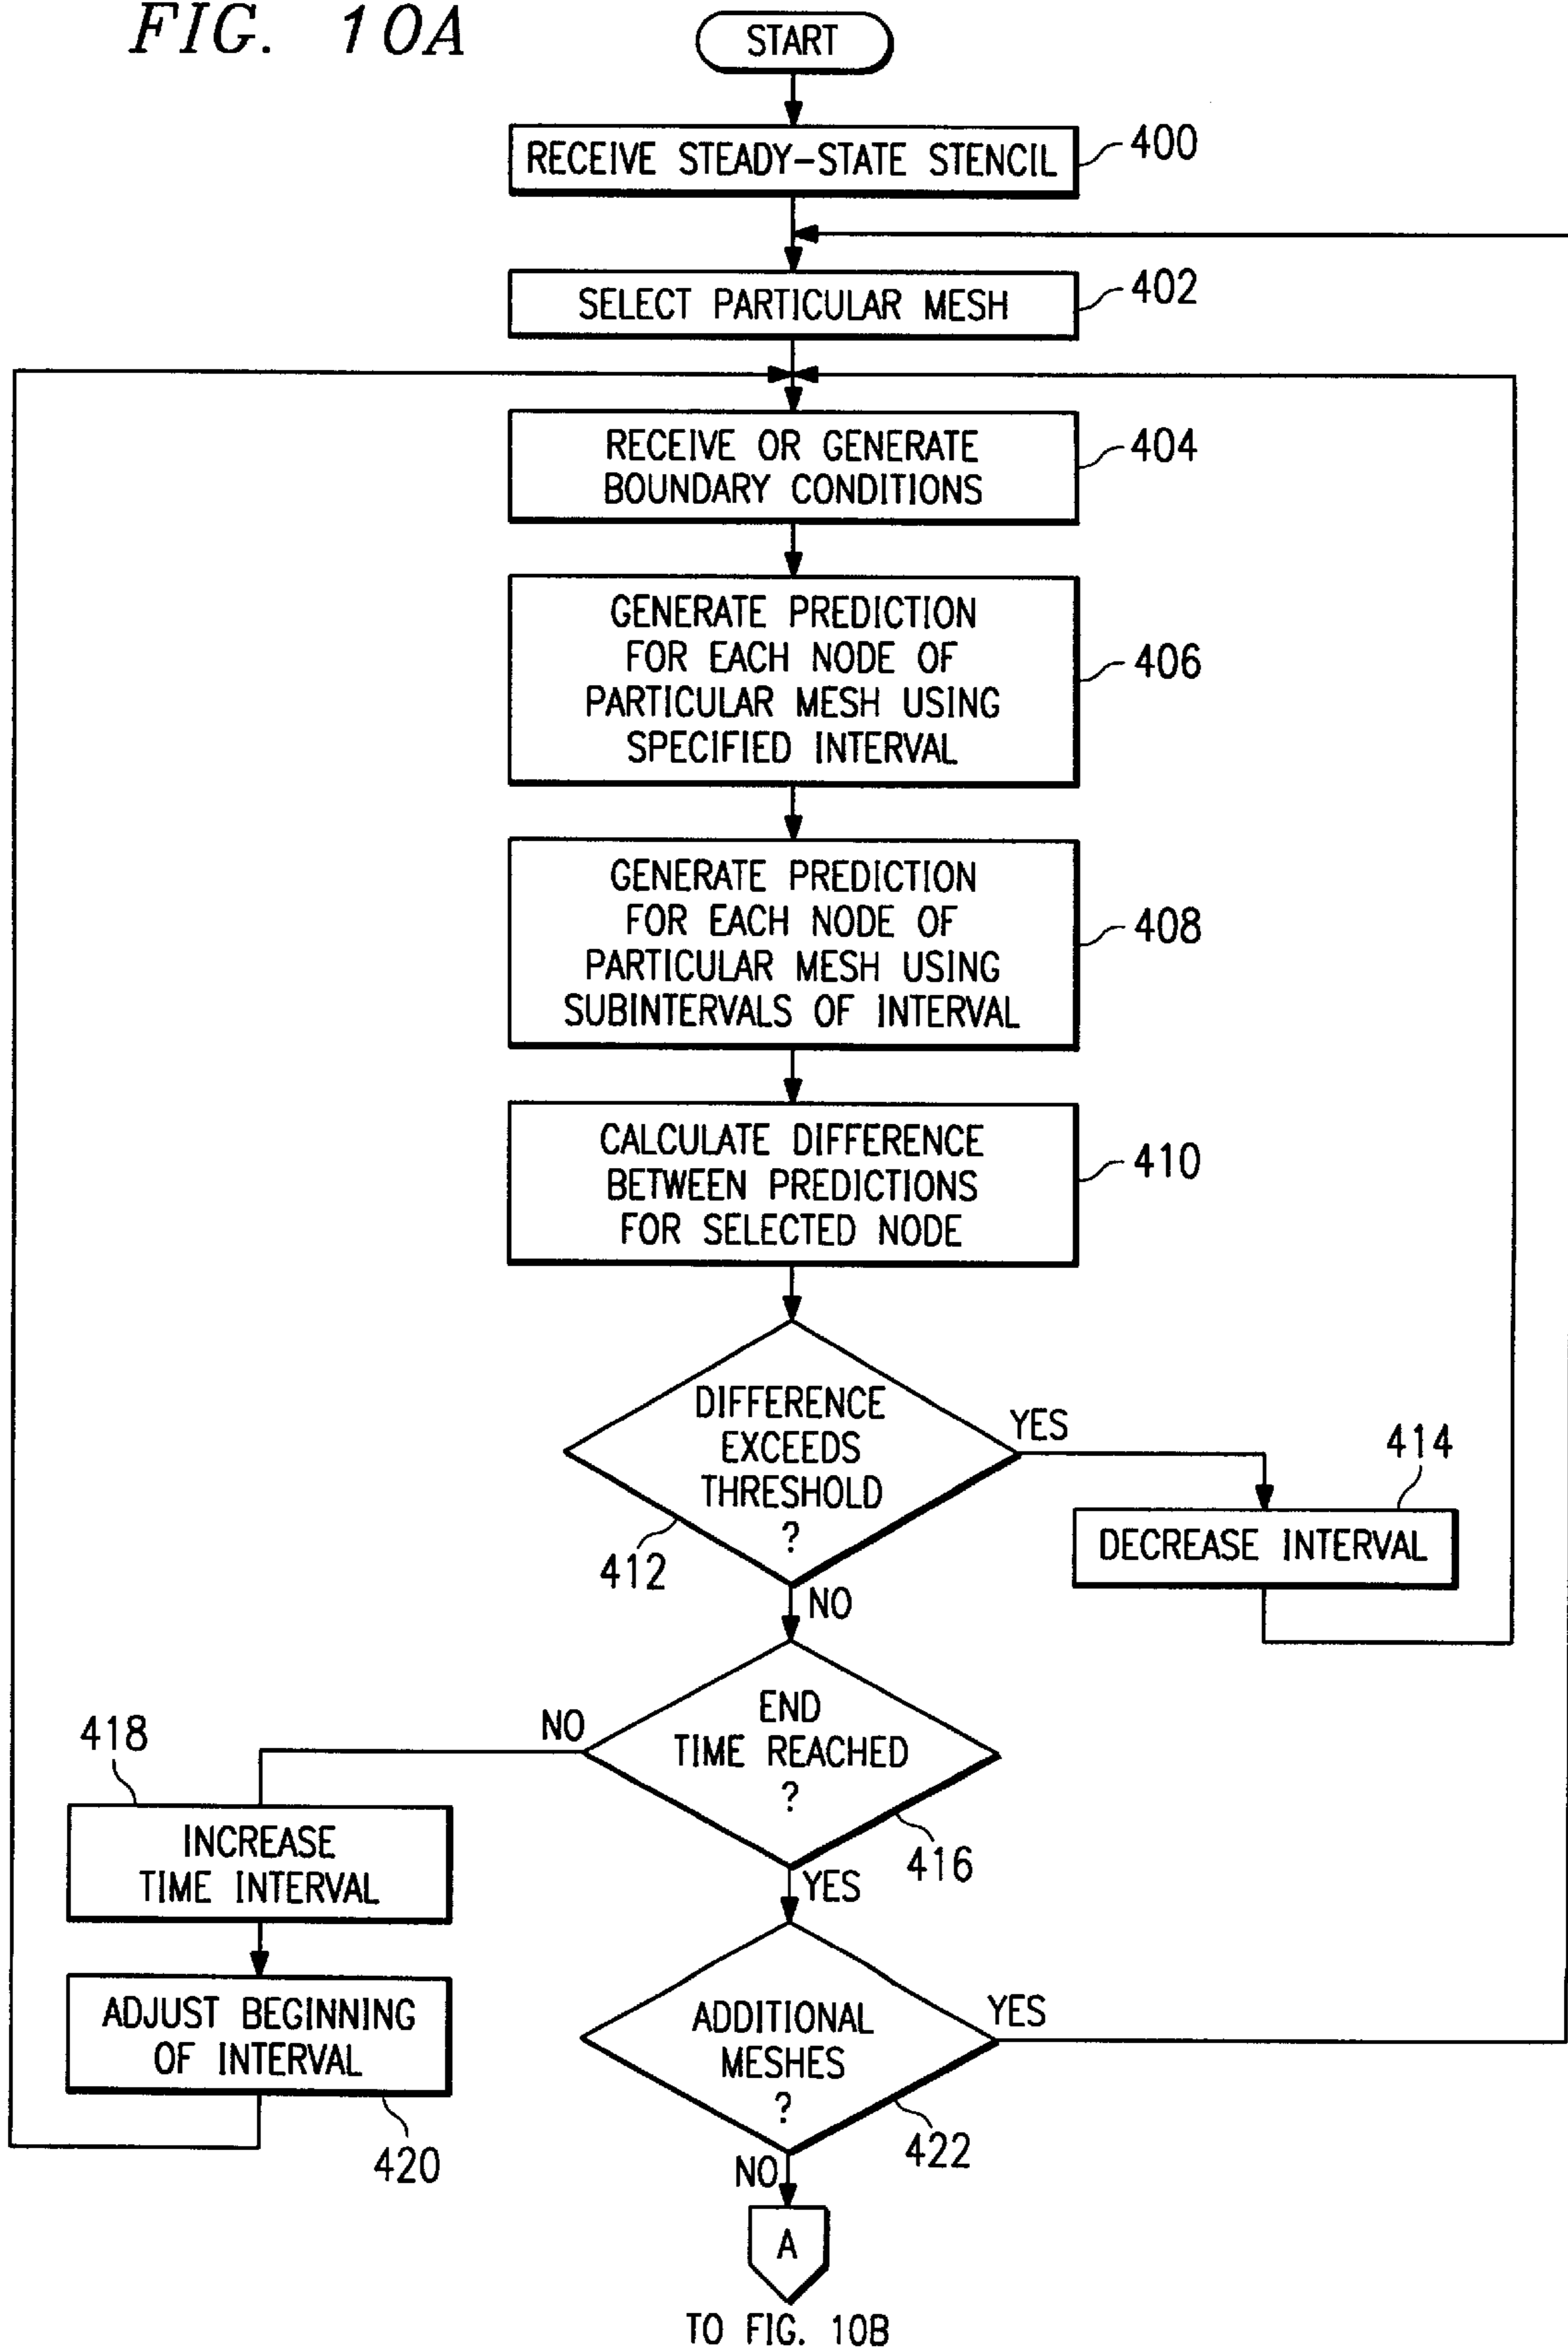 FIG. 10A
START
RECEIVE STEADY-STATE STENCIL
400
SELECT PARTICULAR MESH
402
RECEIVE OR GENERATE
BOUNDARY CONDITIONS
404
GENERATE PREDICTION
FOR EACH NODE OF
PARTICULAR MESH USING
SPECIFIED INTERVAL
406
GENERATE PREDICTION
FOR EACH NODE OF
PARTICULAR MESH USING
SUBINTERVALS OF INTERVAL
408
CALCULATE DIFFERENCE
BETWEEN PREDICTIONS
FOR SELECTED NODE
410
DIFFERENCE
EXCEEDS
THRESHOLD
?
412
YES
414
DECREASE INTERVAL
NO
END
TIME REACHED
?
416
NO
418
INCREASE
TIME INTERVAL
ADJUST BEGINNING
OF INTERVAL
420
YES
ADDITIONAL
MESHES
?
422
YES
NO
A
TO FIG. 10B